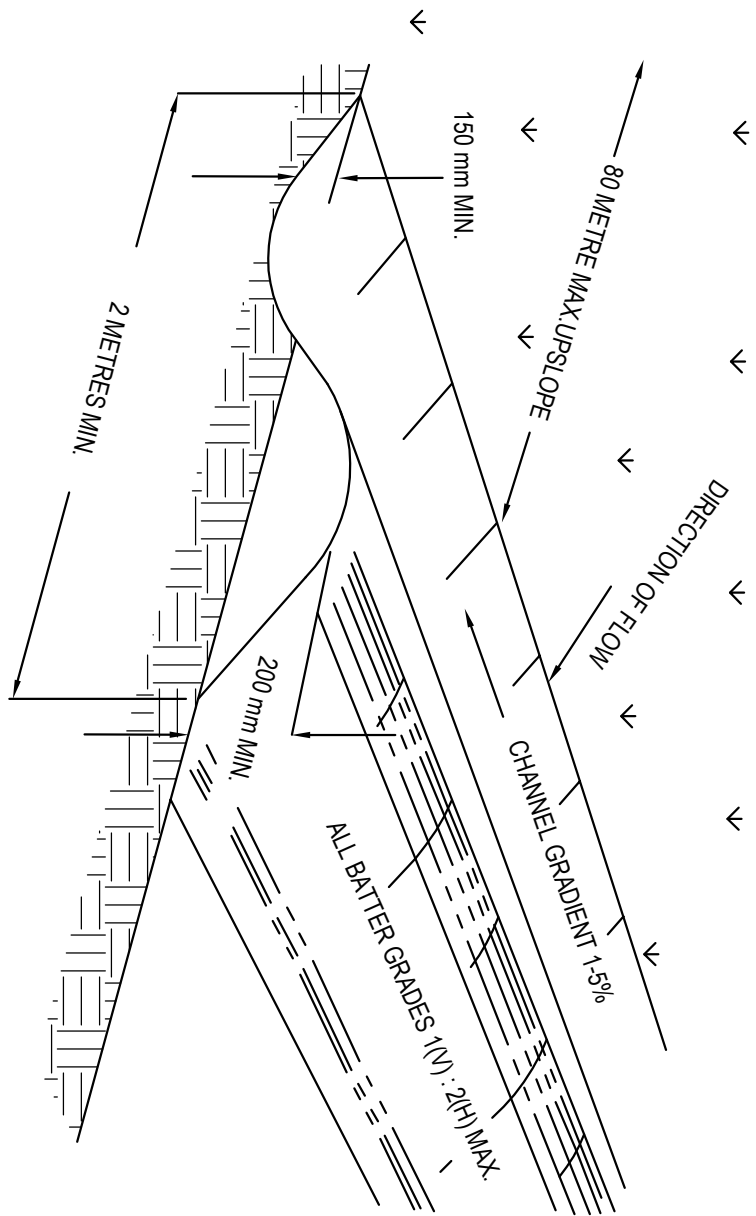 150 mm MIN.
80 METRE MAX.UPSLOPE
DIRECTION OF FLOW
2 METRES MIN.
200 mm MIN.
CHANNEL GRADIENT 1-5%
ALL BATTER GRADES 1(V) : 2(H) MAX.